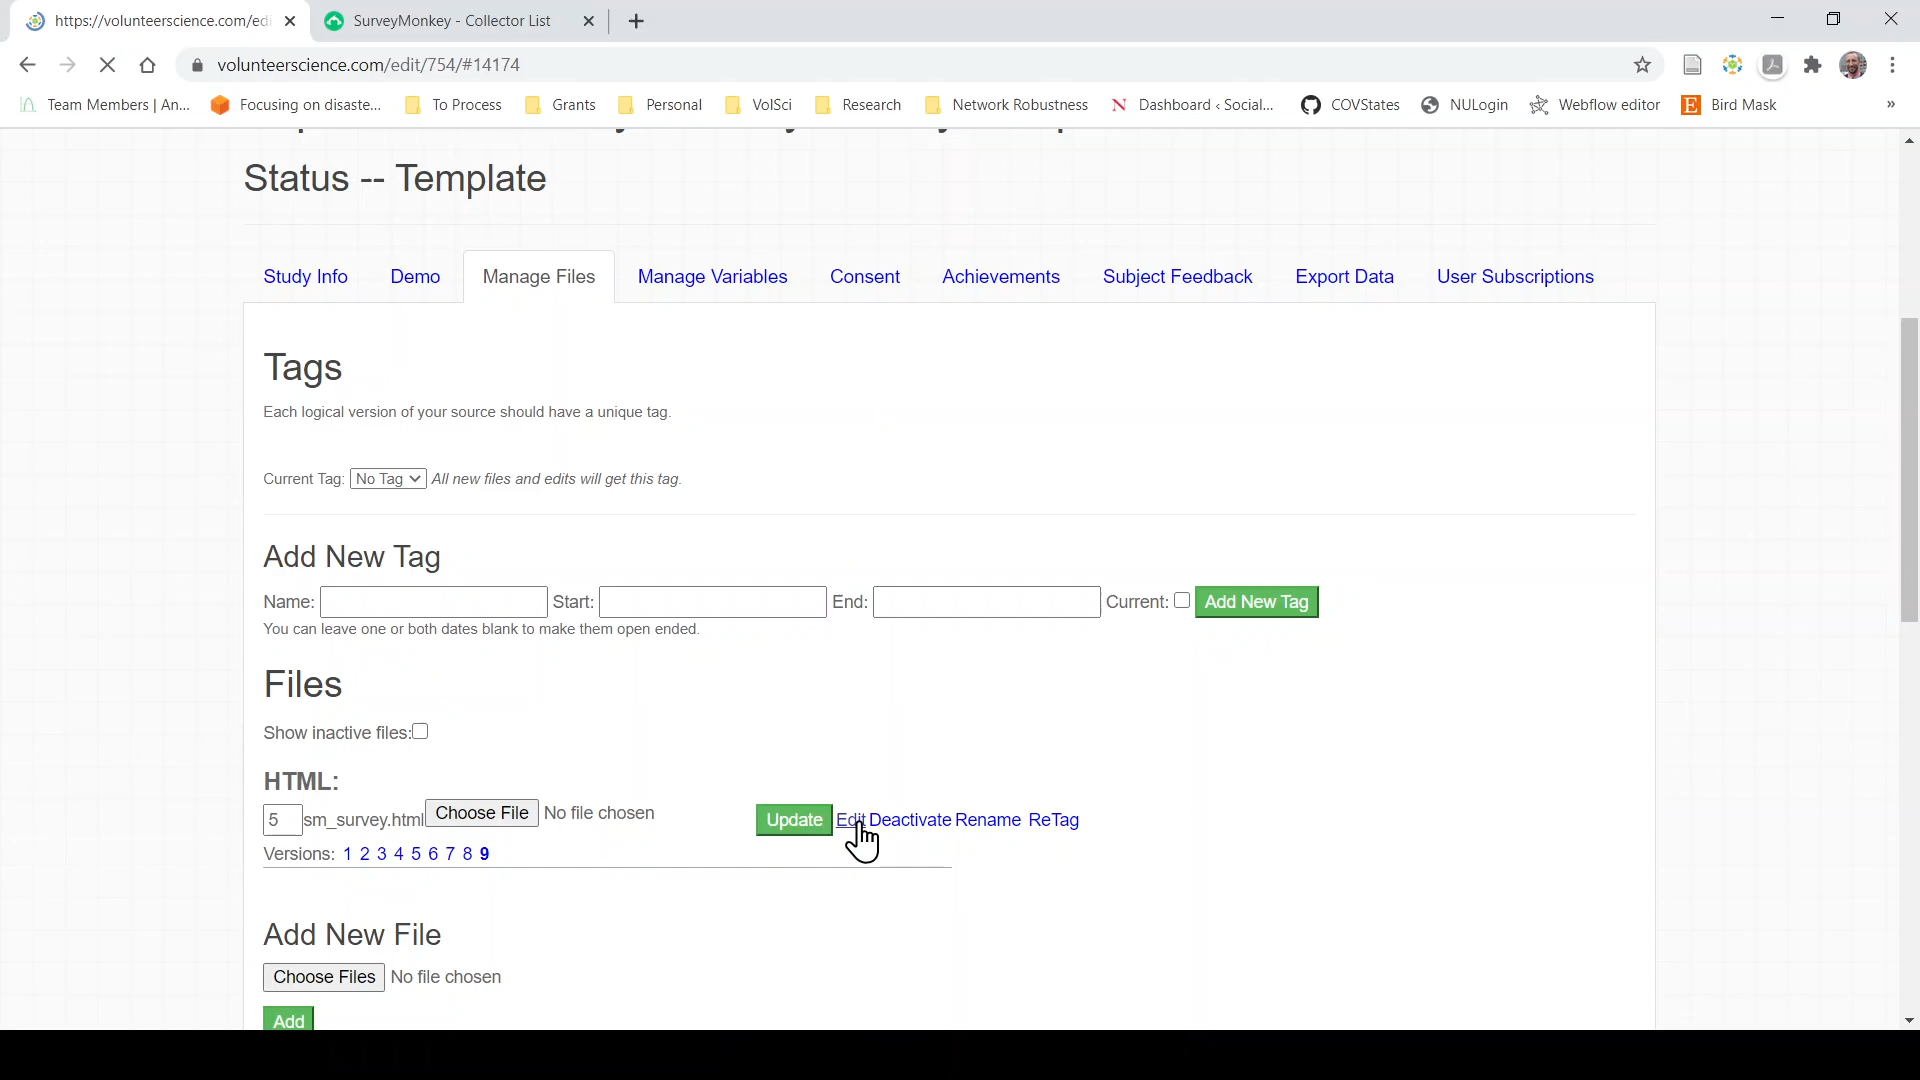 https://volunteerscience.com/edi
SurveyMonkey - Collector List
volunteerscience.com/edit/754/#14174
Team Members | An...
Focusing on disaste...
To Process
Grants
Personal
VolSci
Research
Network Robustness
Dashboard ‹ Social...
COVStates
NULogin
Webflow editor
Bird Mask
»
Status -- Template
Study Info
Demo
Manage Files
Manage Variables
Consent
Achievements
Subject Feedback
Export Data
User Subscriptions
Tags
Each logical version of your source should have a unique tag.
Current Tag: No Tag All new files and edits will get this tag.
Add New Tag
Name: Start: End: Current: Add New Tag
You can leave one or both dates blank to make them open ended.
Files
Show inactive files:
HTML:
5 sm_survey.html Choose File No file chosen Update Edit Deactivate Rename ReTag
Versions: 1 2 3 4 5 6 7 8 9
Add New File
Choose Files No file chosen
Add